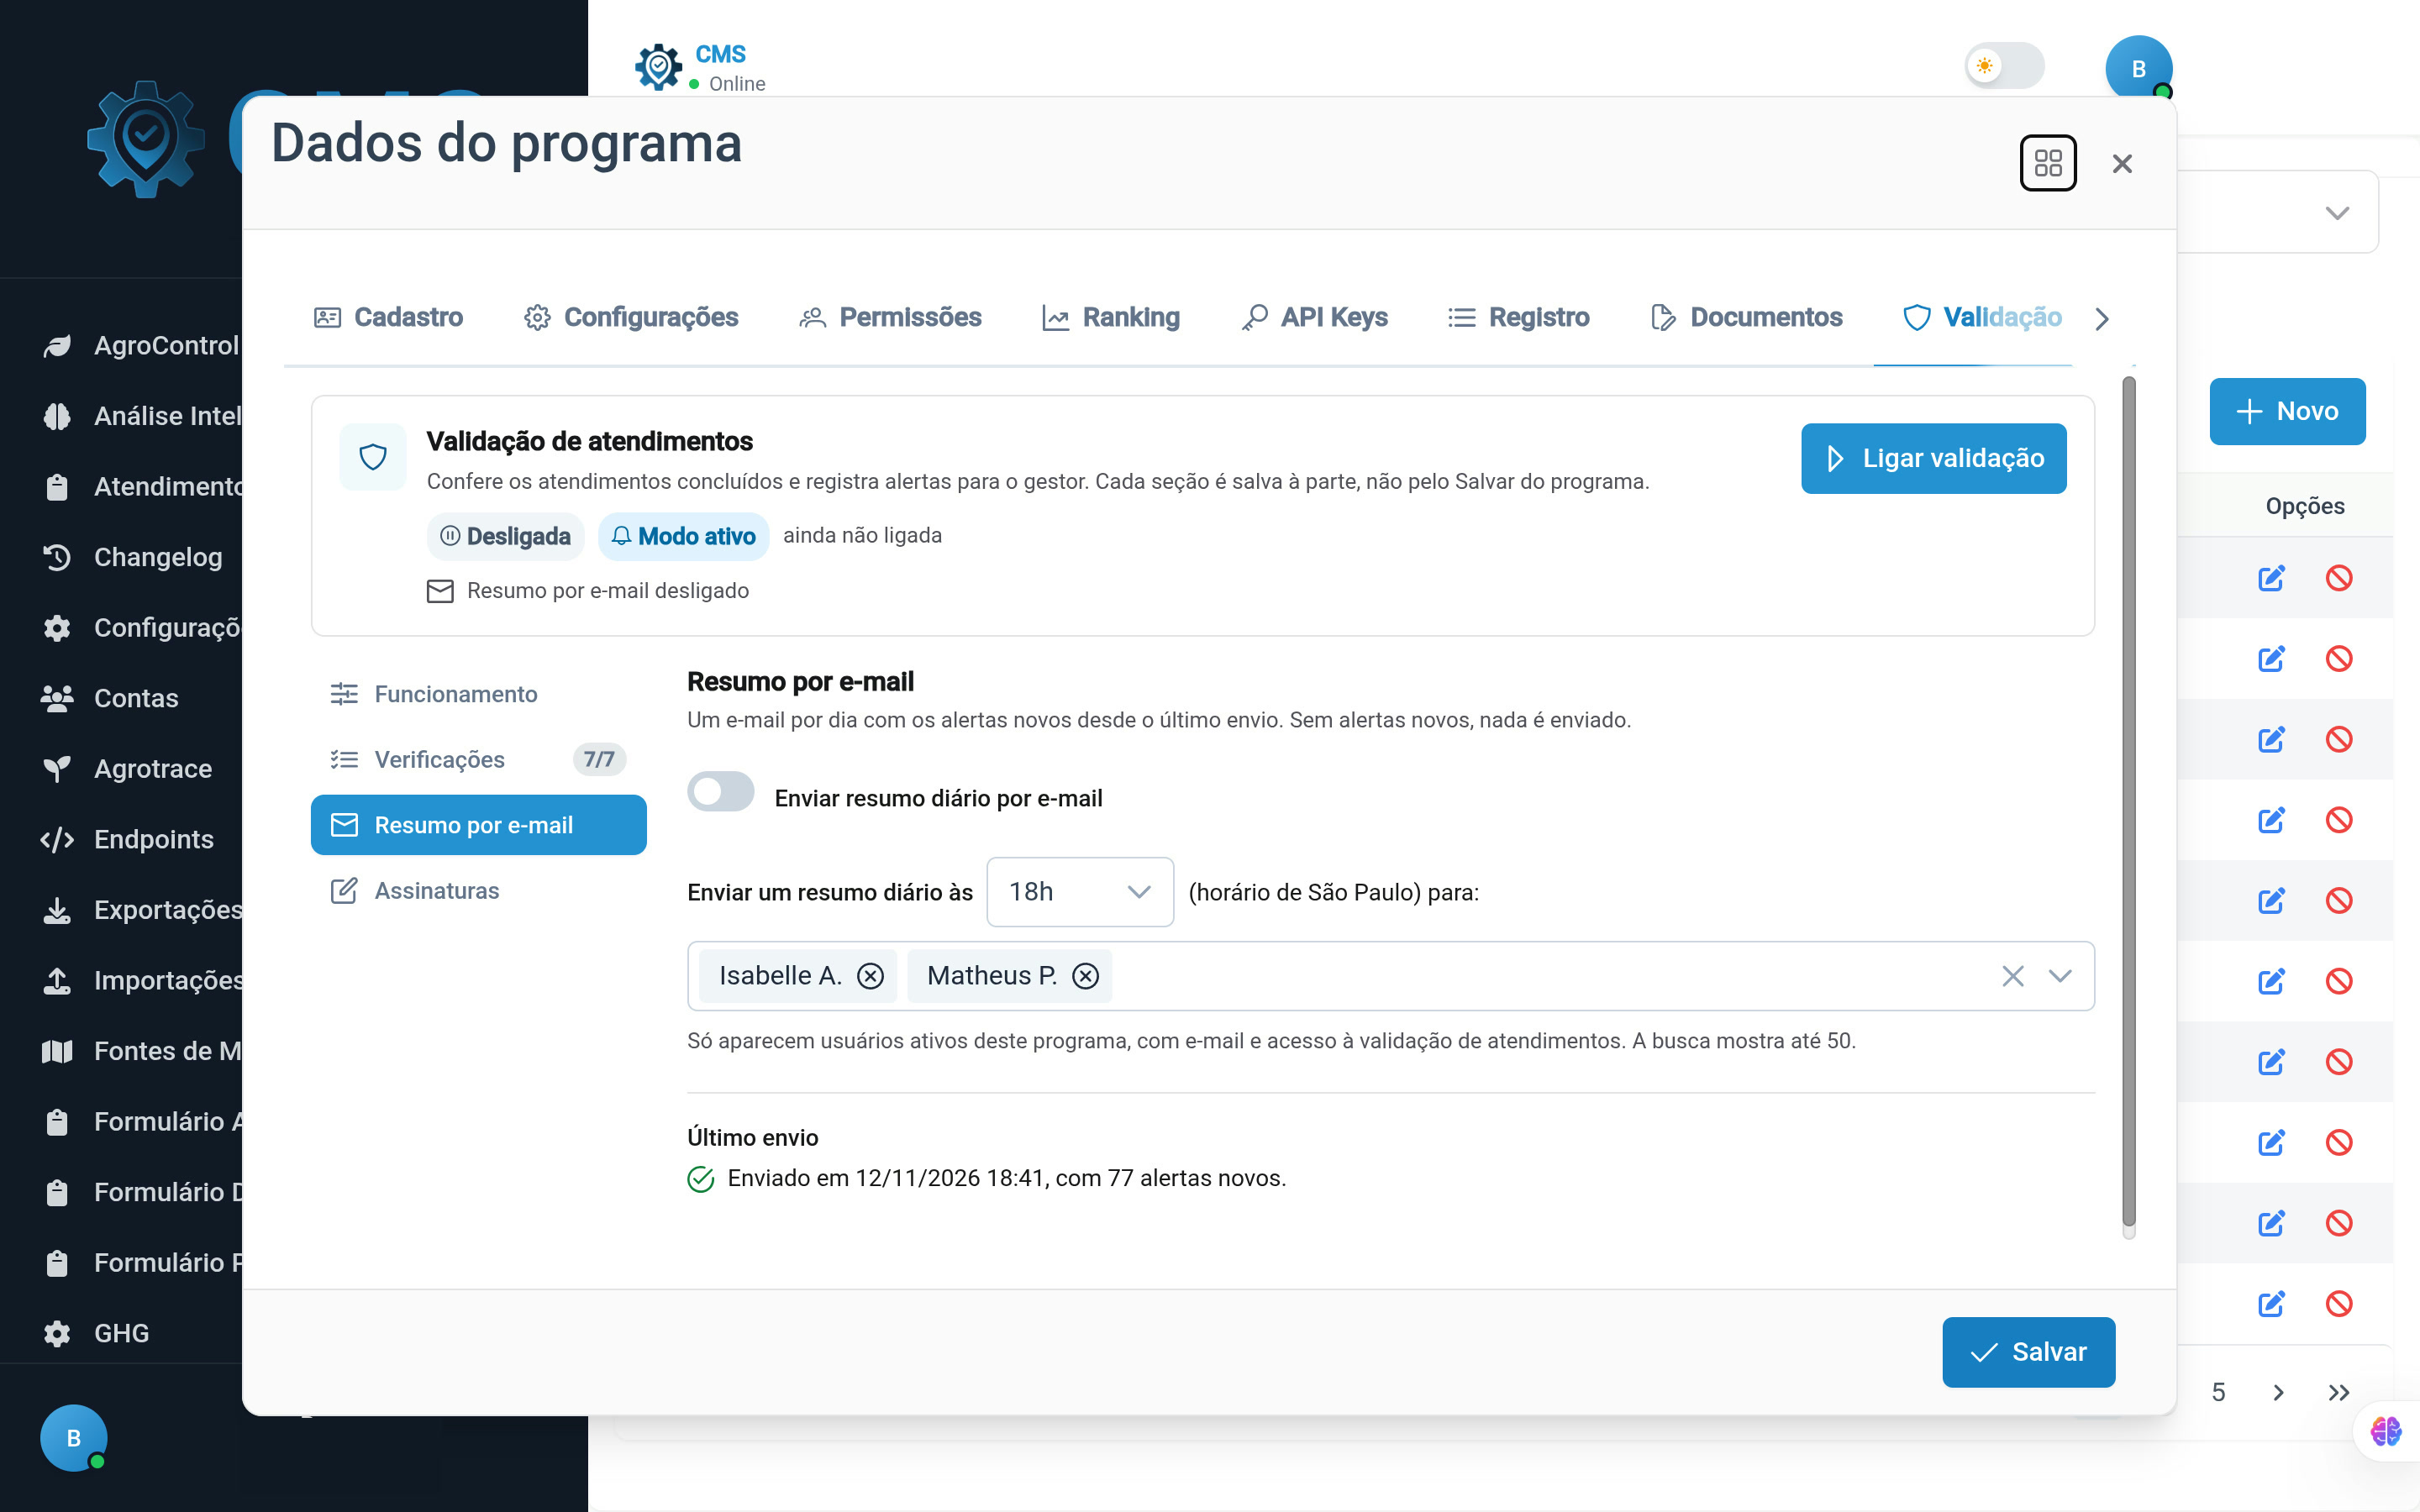 CMS
Online
B
Dados do programa
Cadastro
Configurações
Permissões
Ranking
API Keys
Registro
Documentos
Validação
AgroControl
Análise Intel
Atendimento
Changelog
Configuraçõ
Contas
Agrotrace
Endpoints
Exportações
Importações
Fontes de M
Formulário A
Formulário D
Formulário P
GHG
B
Validação de atendimentos
Confere os atendimentos concluídos e registra alertas para o gestor. Cada seção é salva à parte, não pelo Salvar do programa.
Desligada
Modo ativo
ainda não ligada
Resumo por e-mail desligado
Ligar validação
Funcionamento
Verificações 7/7
Resumo por e-mail
Assinaturas
Resumo por e-mail
Um e-mail por dia com os alertas novos desde o último envio. Sem alertas novos, nada é enviado.
Enviar resumo diário por e-mail
Enviar um resumo diário às 18h (horário de São Paulo) para:
Isabelle A. Matheus P.
Só aparecem usuários ativos deste programa, com e-mail e acesso à validação de atendimentos. A busca mostra até 50.
Último envio
Enviado em 12/11/2026 18:41, com 77 alertas novos.
Salvar
Novo
Opções
5